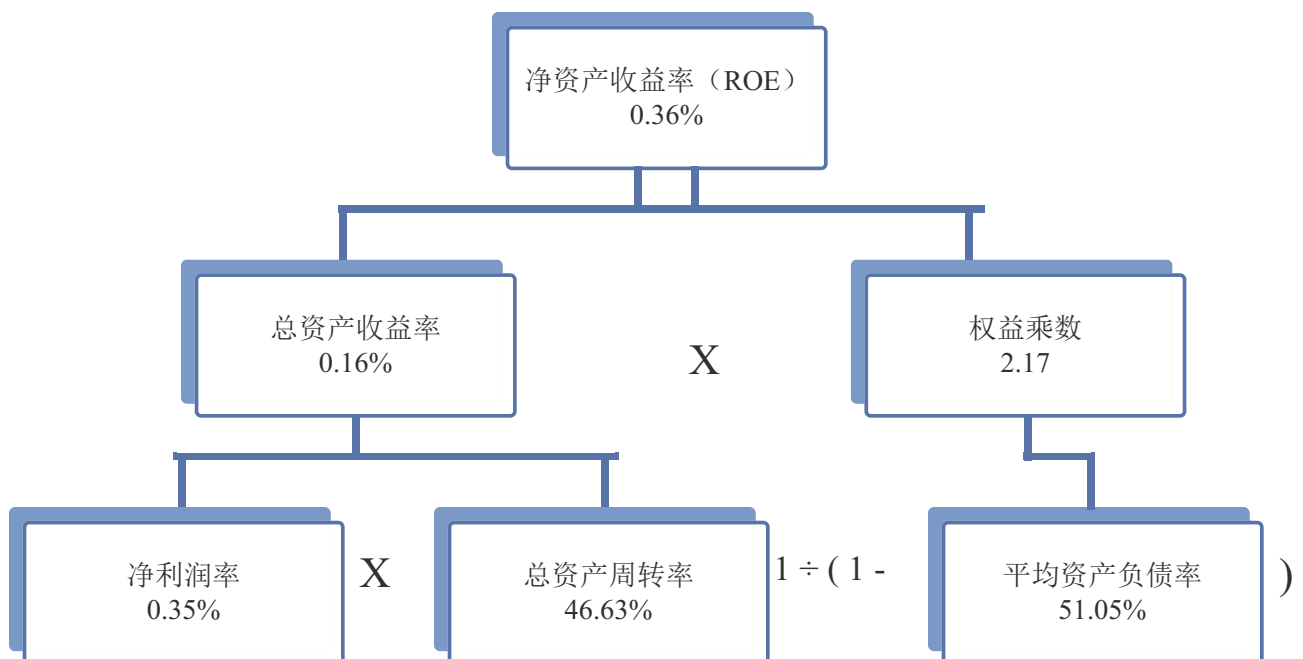 净资产收益率（ROE）
0.36%
总资产收益率
0.16%
X
权益乘数
2.17
净利润率
0.35%
X
总资产周转率
46.63%
1 ÷ ( 1 -
平均资产负债率
51.05%
)